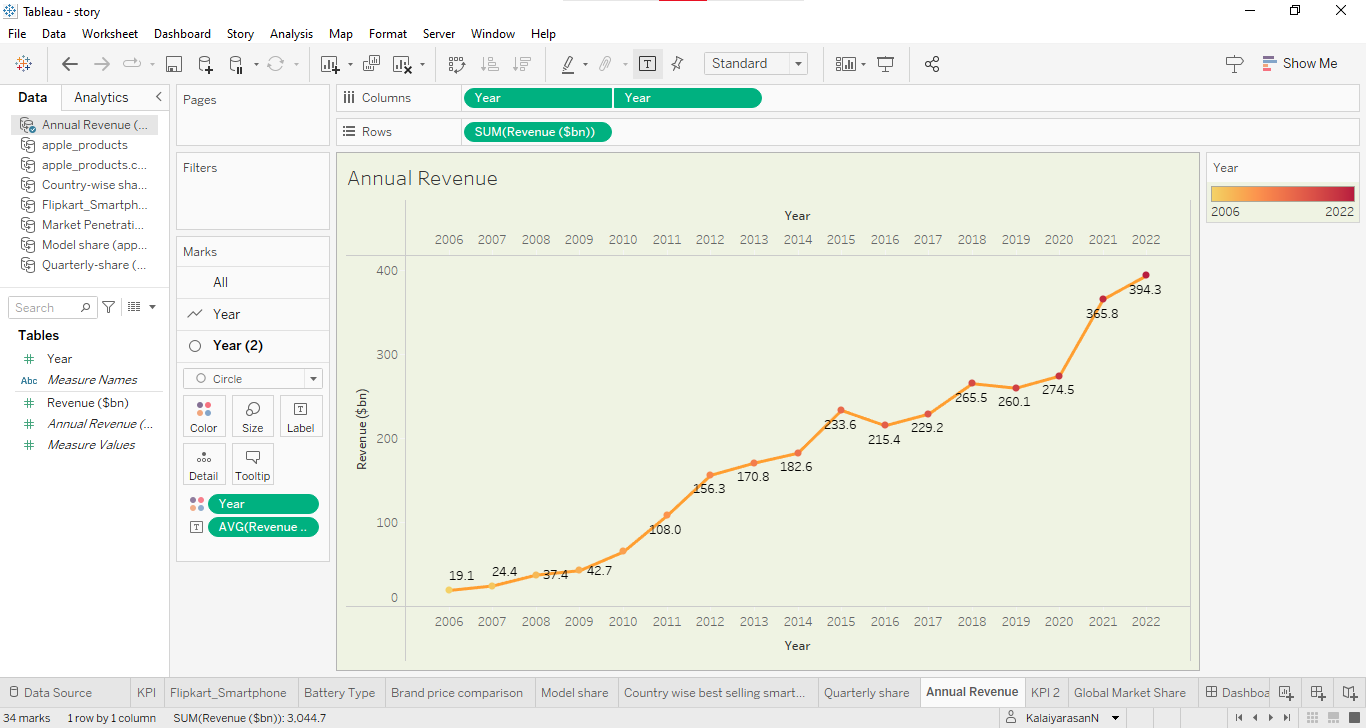 Tableau - story
File Data Worksheet Dashboard Story Analysis Map Format Server Window Help
Standard
Show Me
Data Analytics
Annual Revenue (...
apple_products
apple_products.c...
Country-wise sha...
Flipkart_Smartph...
Market Penetrati...
Model share (app...
Quarterly-share (...
Search
Tables
Year
Abc Measure Names
Revenue ($bn)
Annual Revenue (...
Measure Values
Pages
Filters
Marks
All
Year
Year (2)
Circle
Color Size Label
Detail Tooltip
Year
AVG(Revenue ..
Columns Year Year
Rows SUM(Revenue ($bn))
Annual Revenue
Year
2006 2007 2008 2009 2010 2011 2012 2013 2014 2015 2016 2017 2018 2019 2020 2021 2022
400
300
200
100
0
Revenue ($bn)
19.1
24.4
37.4
42.7
108.0
156.3
170.8
182.6
233.6
215.4
229.2
265.5
260.1
274.5
365.8
394.3
2006 2007 2008 2009 2010 2011 2012 2013 2014 2015 2016 2017 2018 2019 2020 2021 2022
Year
Year
2006 2022
Data Source KPI Flipkart_Smartphone Battery Type Brand price comparison Model share Country wise best selling smart... Quarterly share Annual Revenue KPI 2 Global Market Share Dashboa
34 marks 1 row by 1 column SUM(Revenue ($bn)): 3,044.7 KalaiyarasanN